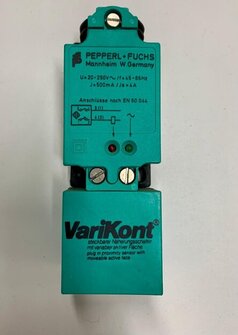 PEPPERL+FUCHS
Mannheim W. Germany
U=20-250V~ f=45-65Hz
J=500mA / Jk=4A
Anschlüsse nach EN 50 044
VariKont®
steckbarer Näherungsschalter
mit variabler aktiver Fläche
plug in proximity sensor with
moveable active face